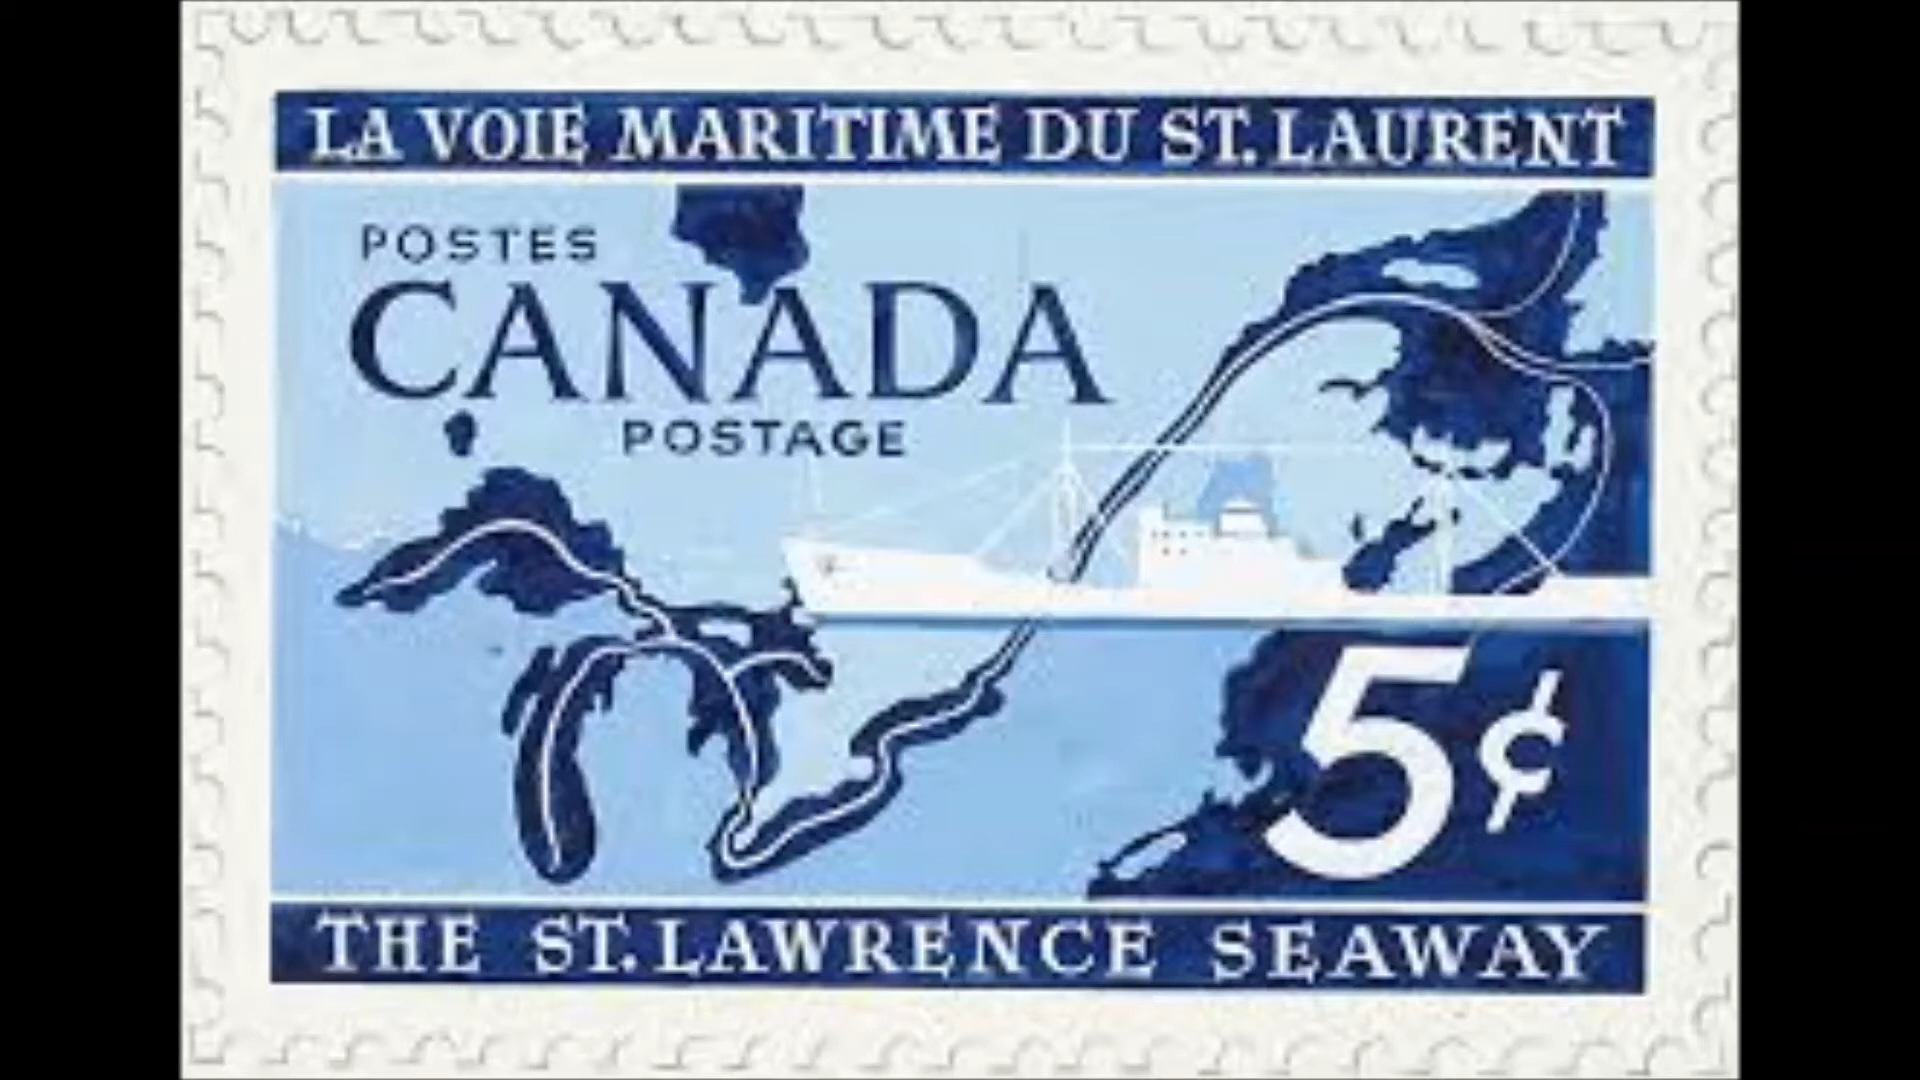 LA VOIE MARITIME DU ST. LAURENT
POSTES
CANADA
POSTAGE
5¢
THE ST. LAWRENCE SEAWAY